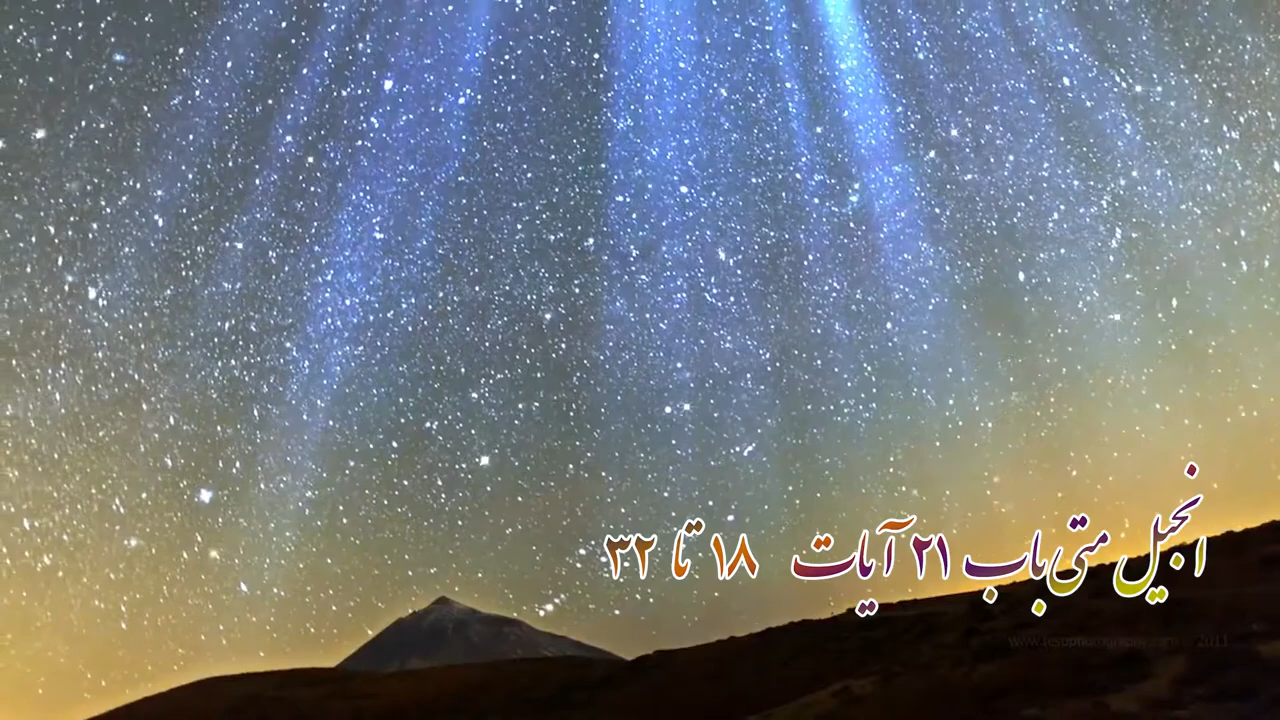 انجیل متی باب ۲۱ آیات ۱۸ تا ۳۲